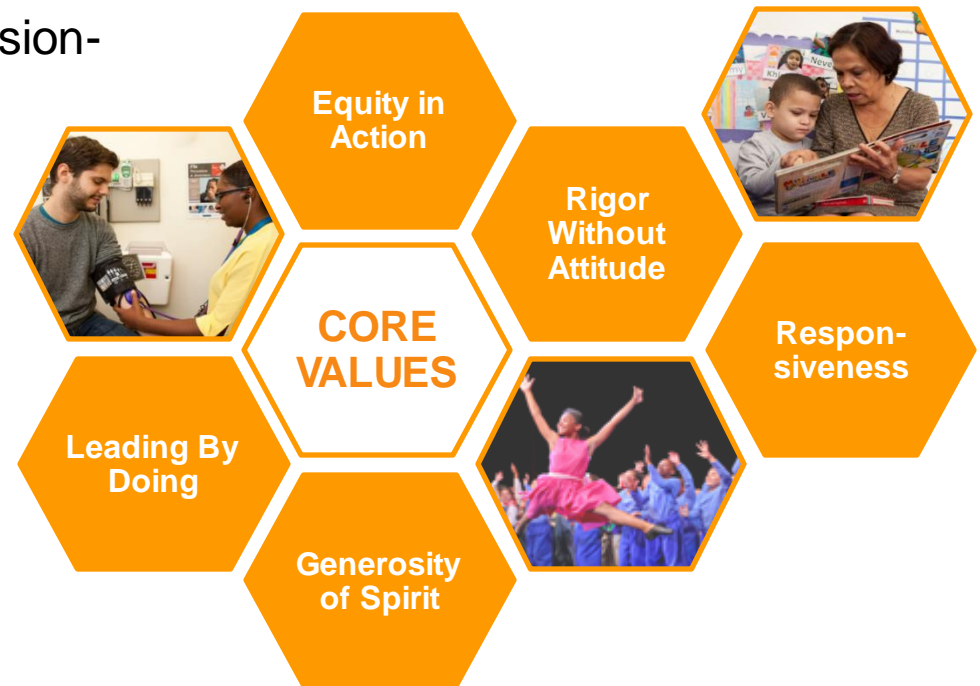 sion-
Equity in
Action
Rigor
Without
Attitude
CORE
VALUES
Respon-
siveness
Leading By
Doing
Generosity
of Spirit